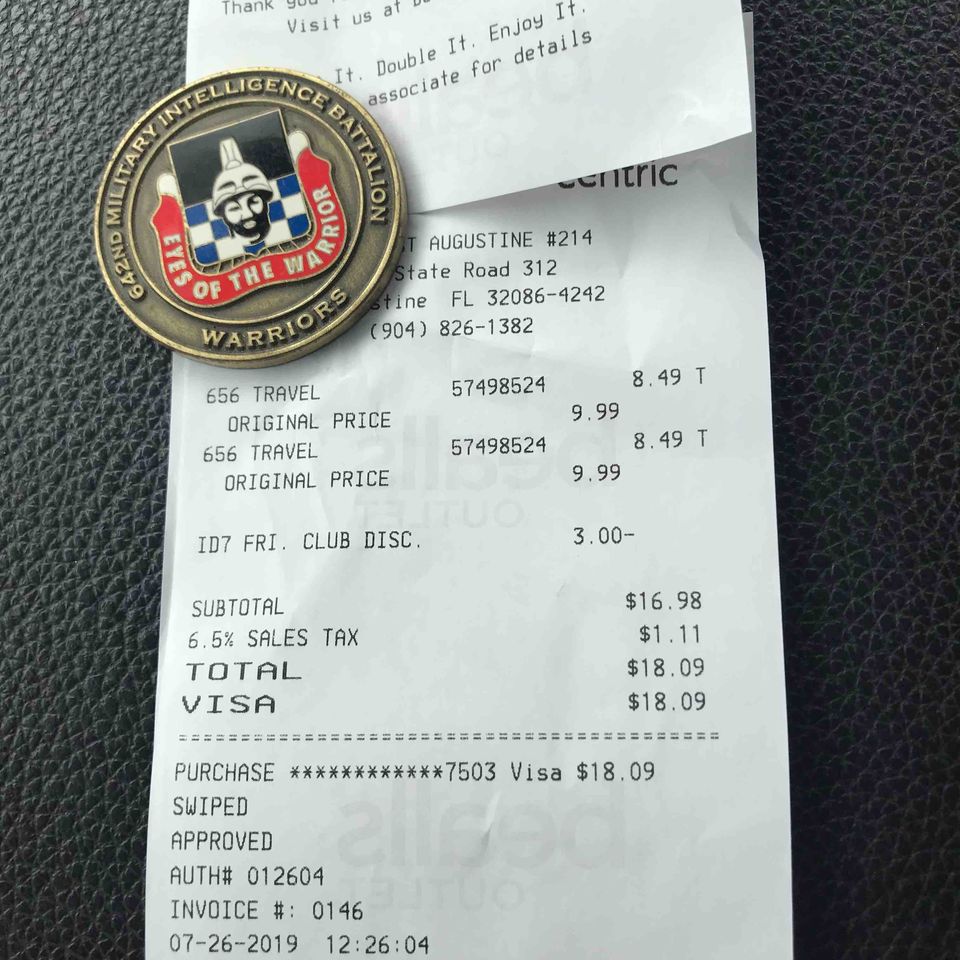 Thank you
Visit us at
It. Double It. Enjoy It.
associate for details
centric
642ND MILITARY INTELLIGENCE BATTALION
EYES OF THE WARRIOR
WARRIORS
AUGUSTINE #214
State Road 312
FL 32086-4242
(904) 826-1382
656 TRAVEL 57498524 8.49 T
ORIGINAL PRICE 9.99
656 TRAVEL 57498524 8.49 T
ORIGINAL PRICE 9.99
ID7 FRI. CLUB DISC. 3.00-
SUBTOTAL $16.98
6.5% SALES TAX $1.11
TOTAL $18.09
VISA $18.09
PURCHASE ************7503 Visa $18.09
SWIPED
APPROVED
AUTH# 012604
INVOICE #: 0146
07-26-2019 12:26:04
bealls
OUTLET
bealls
OUTLET